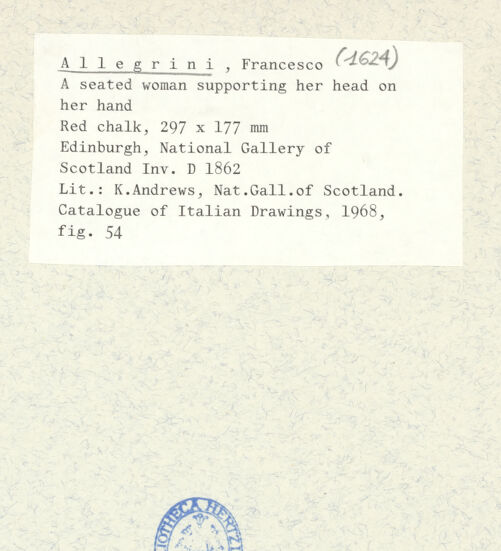 A l l e g r i n i , Francesco (1624)
A seated woman supporting her head on
her hand
Red chalk, 297 x 177 mm
Edinburgh, National Gallery of
Scotland Inv. D 1862
Lit.: K.Andrews, Nat.Gall.of Scotland.
Catalogue of Italian Drawings, 1968,
fig. 54